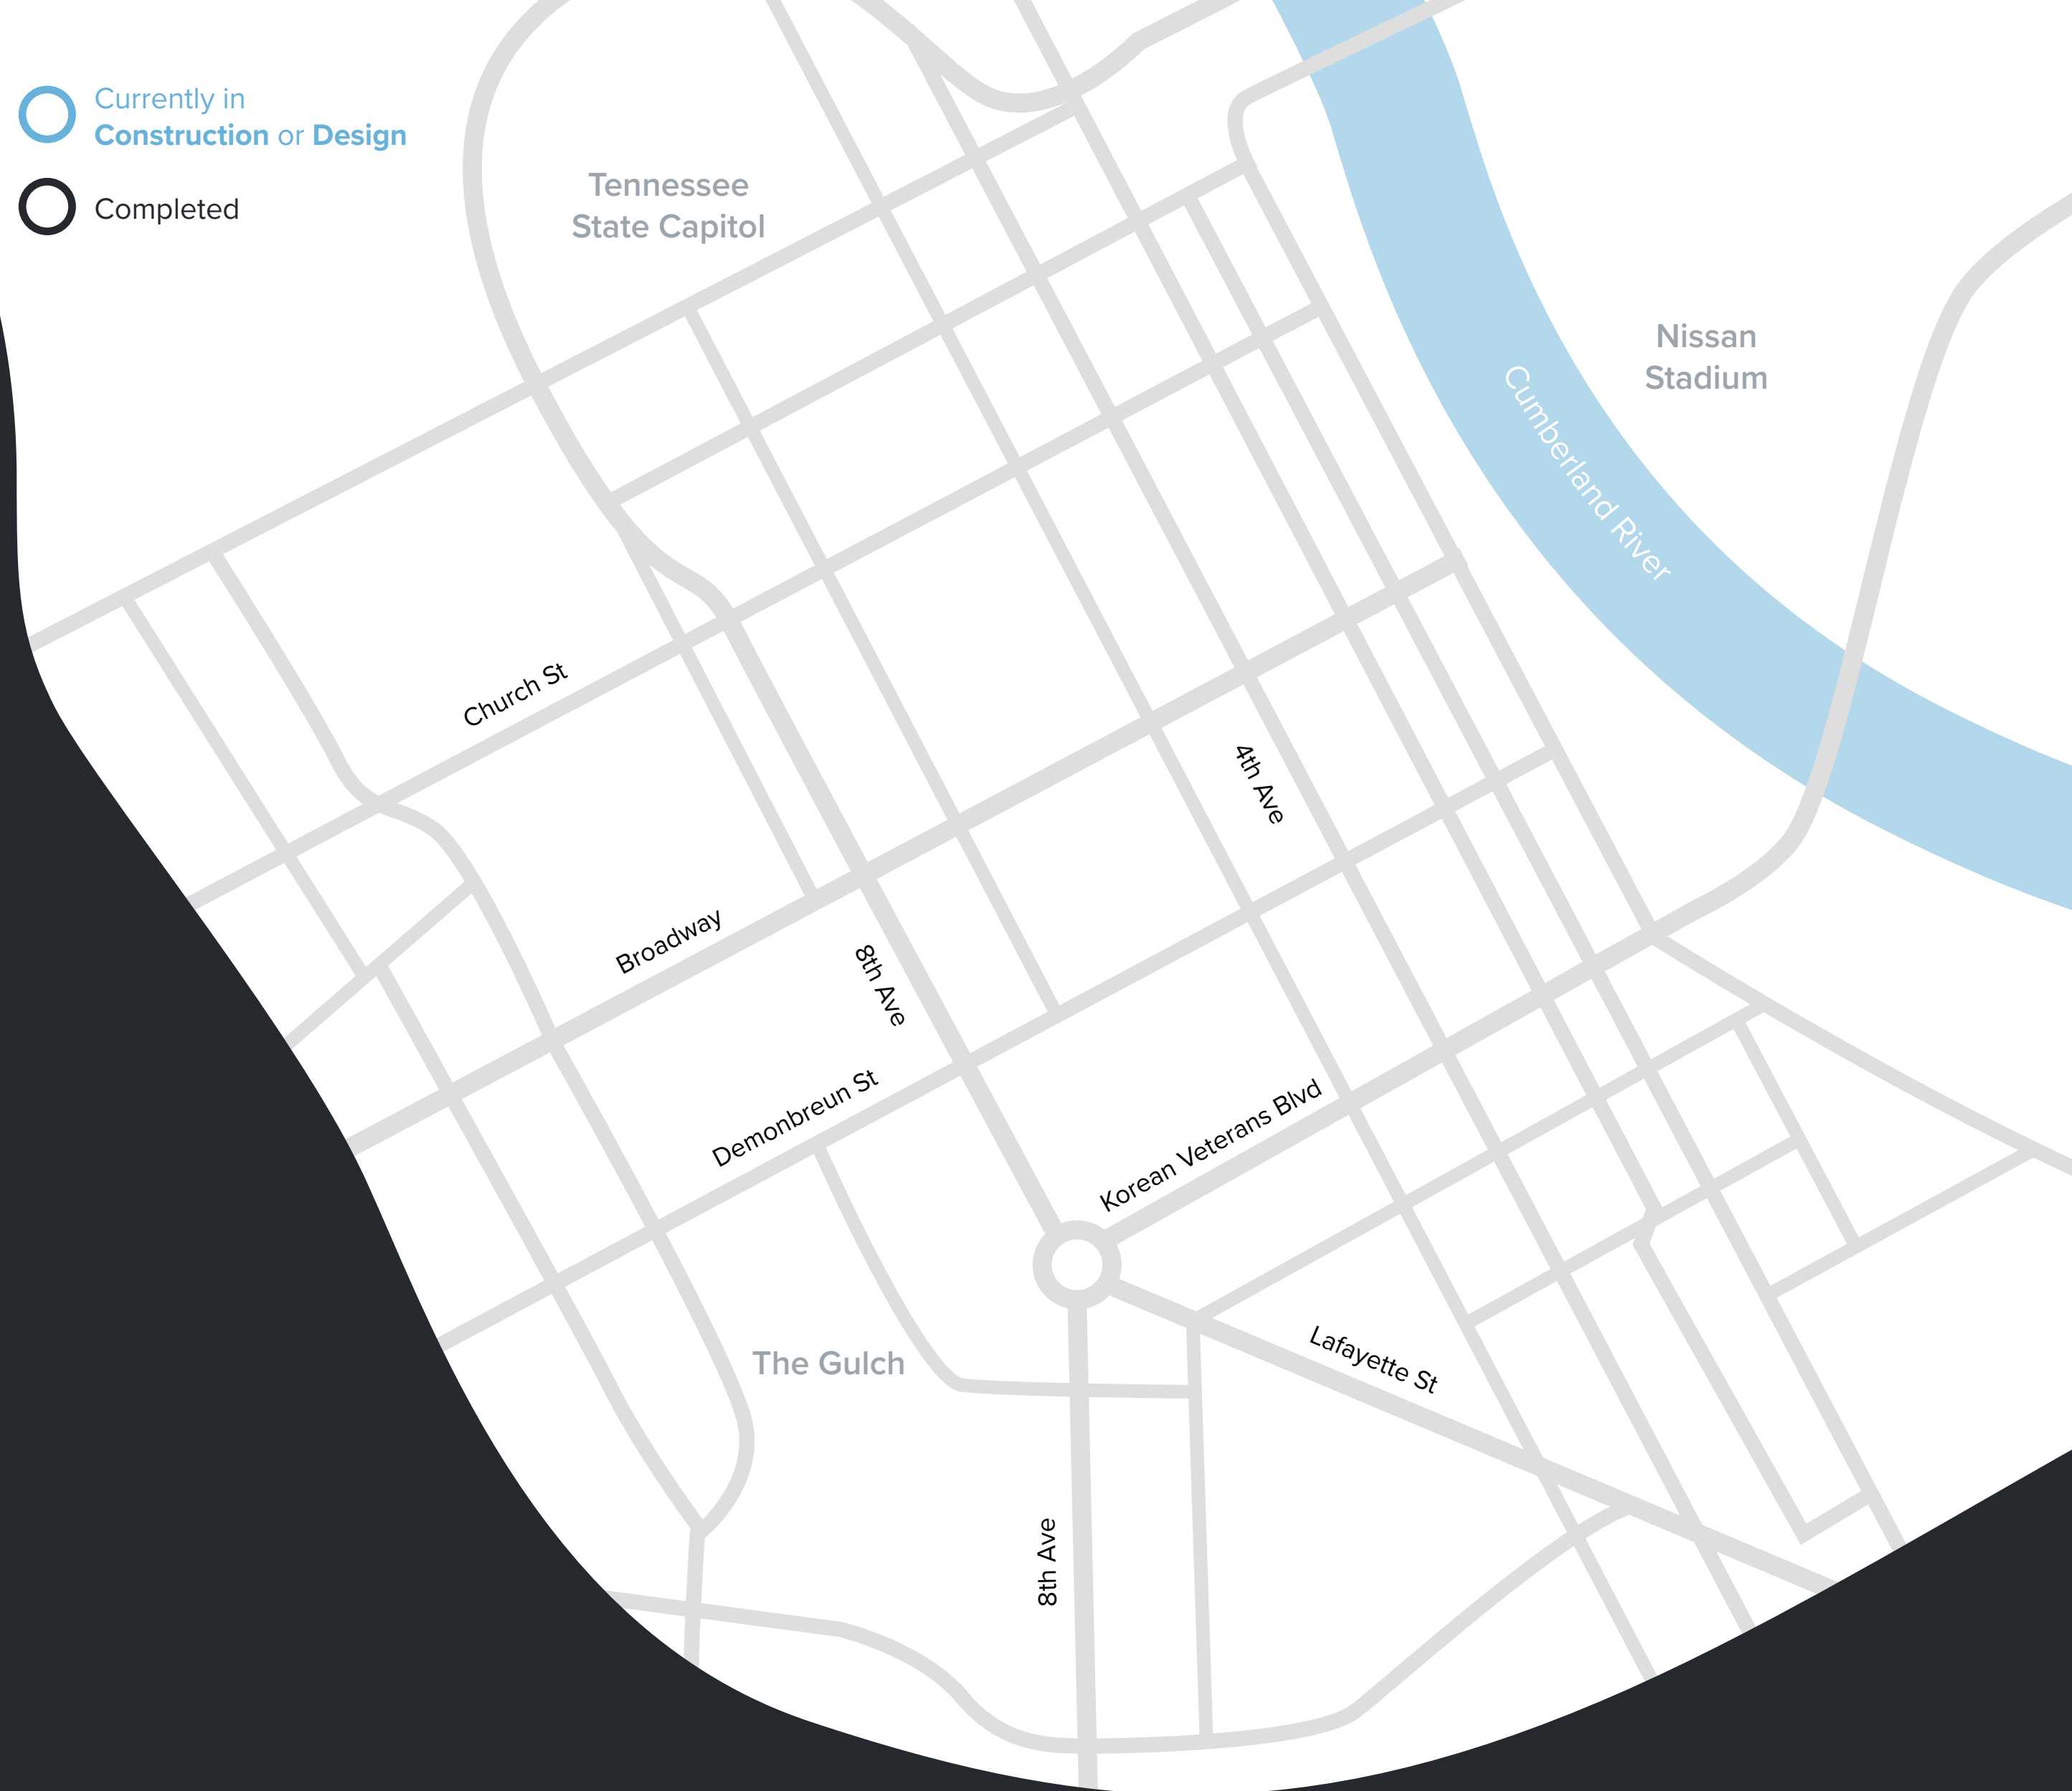 Currently in
Construction or Design
Completed
Tennessee
State Capitol
Nissan
Stadium
Cumberland River
Church St
4th Ave
Broadway
8th Ave
Demonbreun St
Korean Veterans Blvd
The Gulch
Lafayette St
8th Ave